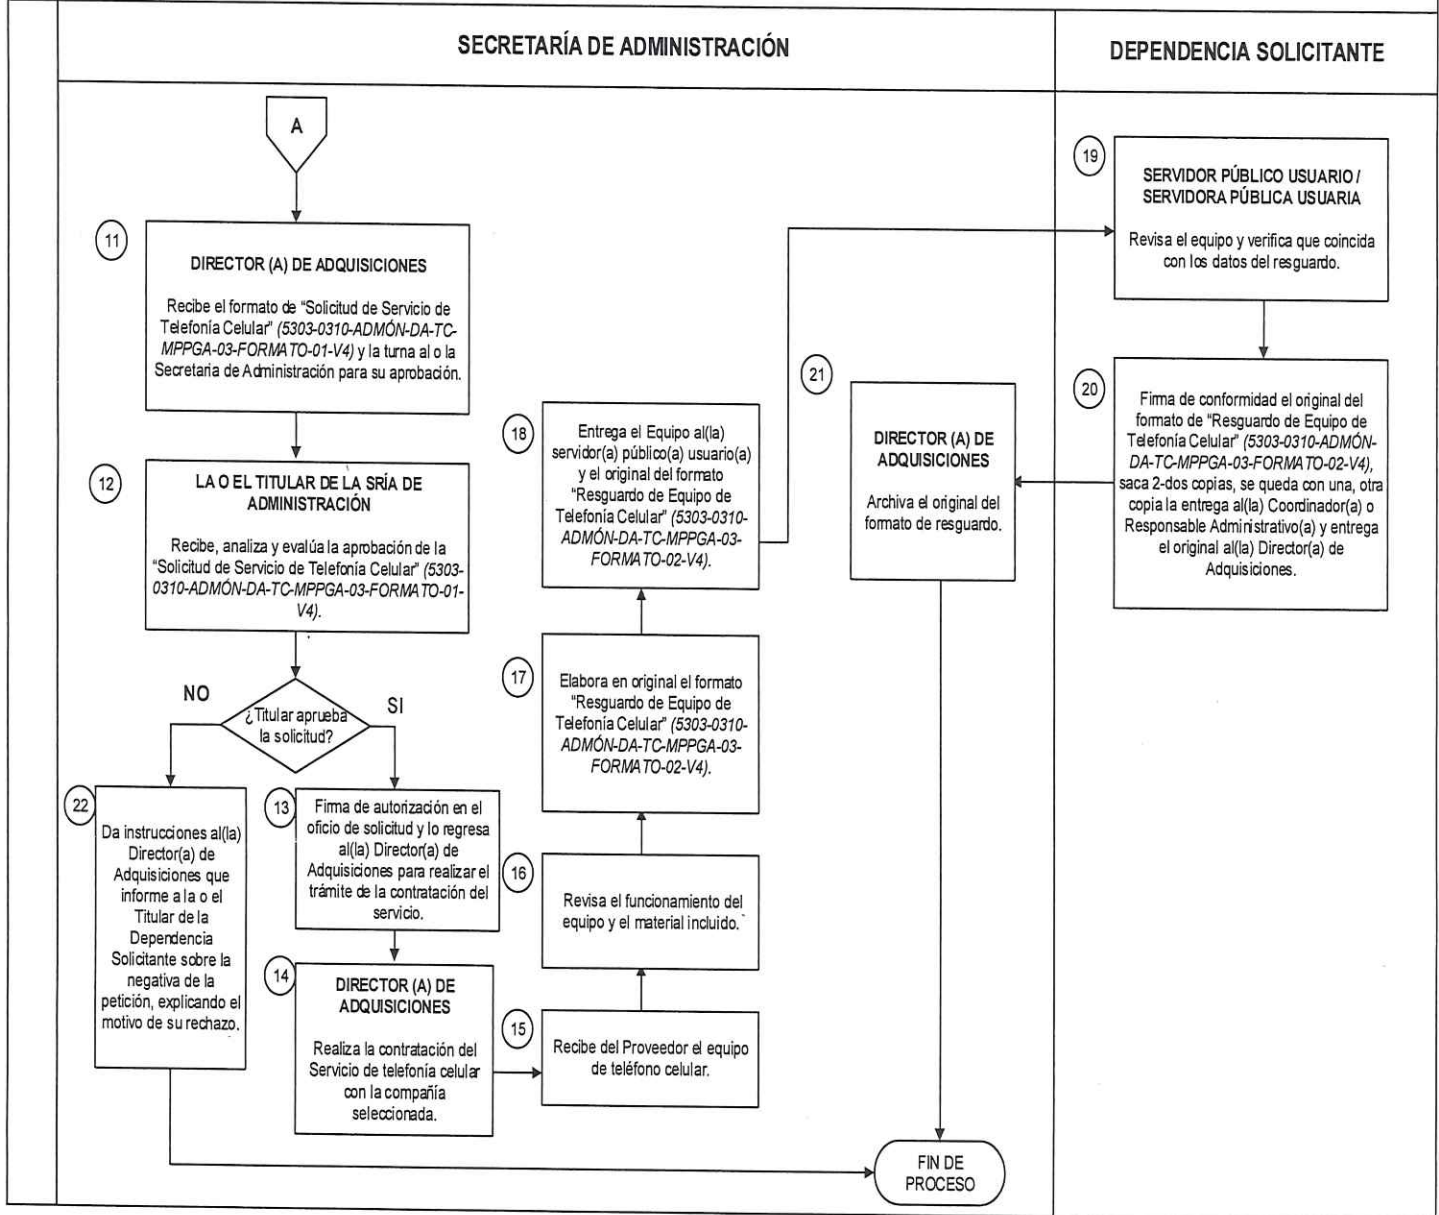 SECRETARÍA DE ADMINISTRACIÓN
DEPENDENCIA SOLICITANTE
A
11
DIRECTOR (A) DE ADQUISICIONES
Recibe el formato de “Solicitud de Servicio de
Telefonía Celular” (5303-0310-ADMÓN-DA-TC-
MPPGA-03-FORMATO-01-V4) y la turna al o la
Secretaria de Administración para su aprobación.
12
LA O EL TITULAR DE LA SRÍA DE
ADMINISTRACIÓN
Recibe, analiza y evalúa la aprobación de la
“Solicitud de Servicio de Telefonía Celular” (5303-
0310-ADMÓN-DA-TC-MPPGA-03-FORMATO-01-
V4).
NO
SI
¿Titular aprueba
la solicitud?
22
Da instrucciones al(la)
Director(a) de
Adquisiciones que
informe a la o el
Titular de la
Dependencia
Solicitante sobre la
negativa de la
petición, explicando el
motivo de su rechazo.
13
Firma de autorización en el
oficio de solicitud y lo regresa
al(la) Director(a) de
Adquisiciones para realizar el
trámite de la contratación del
servicio.
14
DIRECTOR (A) DE
ADQUISICIONES
Realiza la contratación del
Servicio de telefonía celular
con la compañía
seleccionada.
15
Recibe del Proveedor el equipo
de teléfono celular.
16
Revisa el funcionamiento del
equipo y el material incluido.
17
Elabora en original el formato
“Resguardo de Equipo de
Telefonía Celular” (5303-0310-
ADMÓN-DA-TC-MPPGA-03-
FORMATO-02-V4).
18
Entrega el Equipo al(la)
servidor(a) público(a) usuario(a)
y el original del formato
“Resguardo de Equipo de
Telefonía Celular” (5303-0310-
ADMÓN-DA-TC-MPPGA-03-
FORMATO-02-V4).
19
SERVIDOR PÚBLICO USUARIO /
SERVIDORA PÚBLICA USUARIA
Revisa el equipo y verifica que coincida
con los datos del resguardo.
20
Firma de conformidad el original del
formato de “Resguardo de Equipo de
Telefonía Celular” (5303-0310-ADMÓN-
DA-TC-MPPGA-03-FORMATO-02-V4),
saca 2-dos copias, se queda con una, otra
copia la entrega al(la) Coordinador(a) o
Responsable Administrativo(a) y entrega
el original al(la) Director(a) de
Adquisiciones.
21
DIRECTOR (A) DE
ADQUISICIONES
Archiva el original del
formato de resguardo.
FIN DE
PROCESO